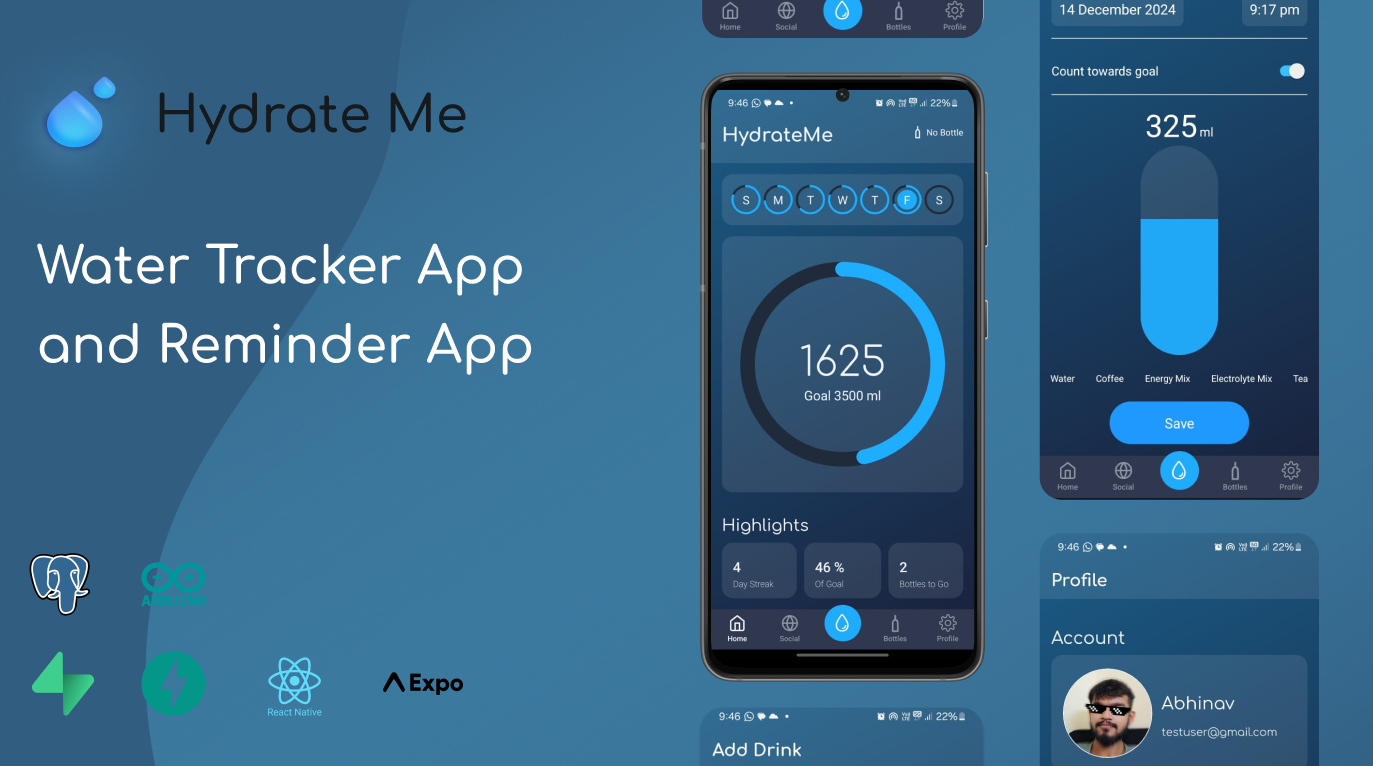 Hydrate Me
Water Tracker App
and Reminder App
ARDUINO
React Native
Expo
Home Social Bottles Profile
9:46 22%
HydrateMe
No Bottle
S M T W T F S
1625
Goal 3500 ml
Highlights
4
Day Streak
46 %
Of Goal
2
Bottles to Go
Home Social Bottles Profile
9:46 22%
Add Drink
14 December 2024
9:17 pm
Count towards goal
325 ml
Water Coffee Energy Mix Electrolyte Mix Tea
Save
Home Social Bottles Profile
9:46 22%
Profile
Account
Abhinav
testuser@gmail.com